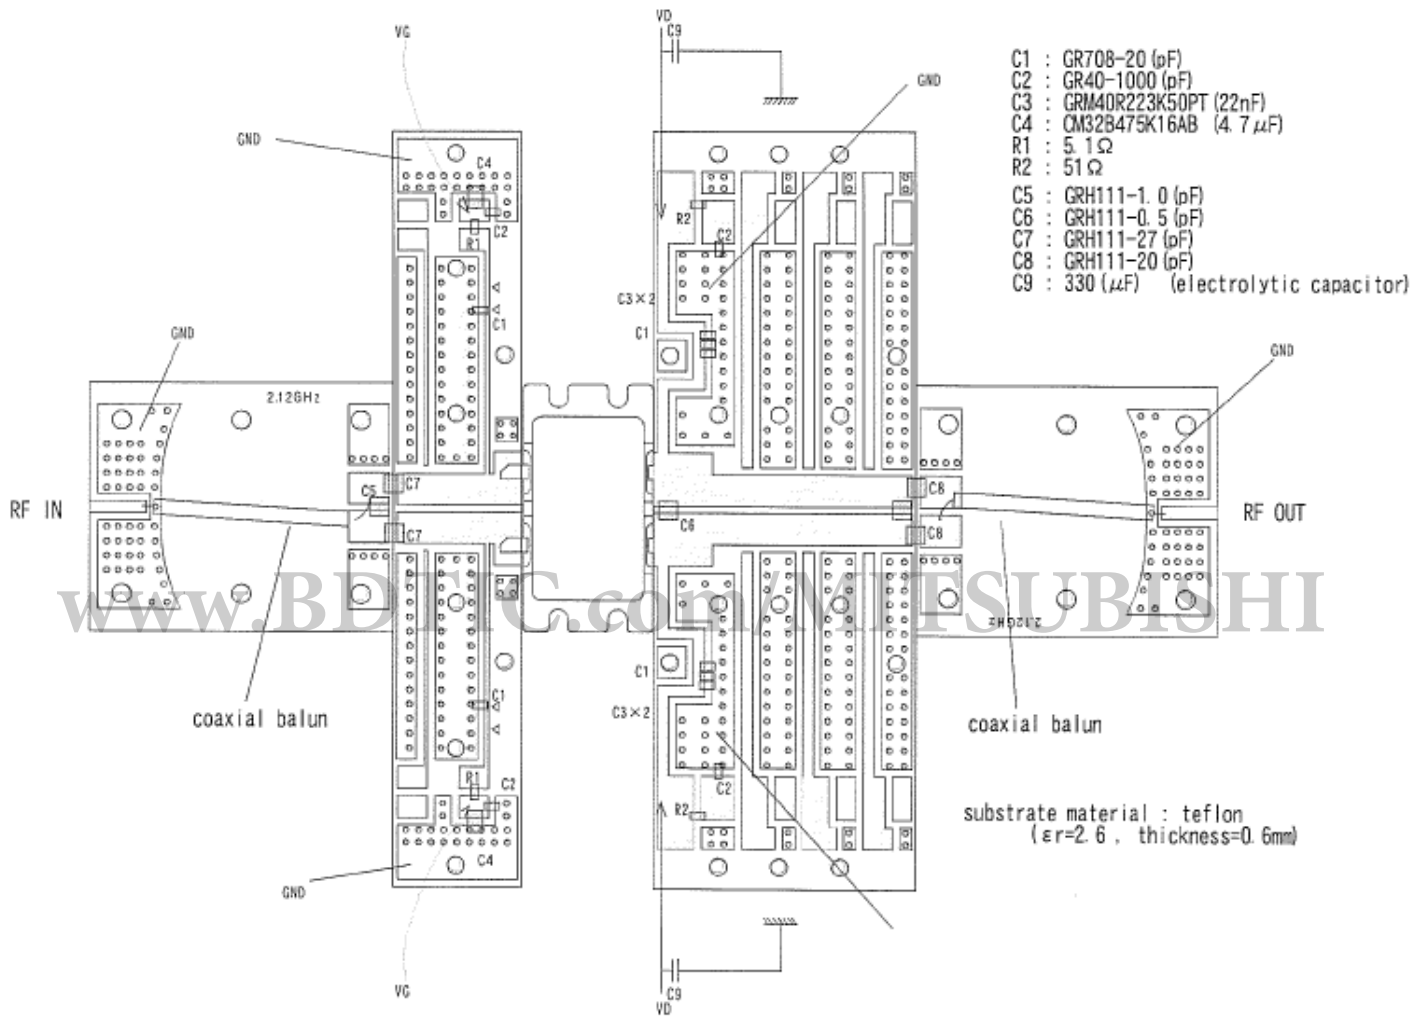 VD
C9
VG
GND
GND
C1 : GR708-20(pF)
C2 : GR40-1000(pF)
C3 : GRM40R223K50PT(22nF)
C4 : CM32B475K16AB (4.7μF)
R1 : 5.1Ω
R2 : 51Ω
C5 : GRH111-1.0(pF)
C6 : GRH111-0.5(pF)
C7 : GRH111-27(pF)
C8 : GRH111-20(pF)
C9 : 330(μF) (electrolytic capacitor)
C4
R2
C2
R1
C2
C3×2
C1
C1
GND
GND
2.12GHz
C7
C5
C8
RF IN
C6
RF OUT
C7
C8
www.BDTIC.com/MITSUBISHI
2.12GHz
C1
C1
coaxial balun
C3×2
coaxial balun
R1
C2
C2
R2
substrate material : teflon
(εr=2.6 , thickness=0.6mm)
C4
GND
VG
C9
VD